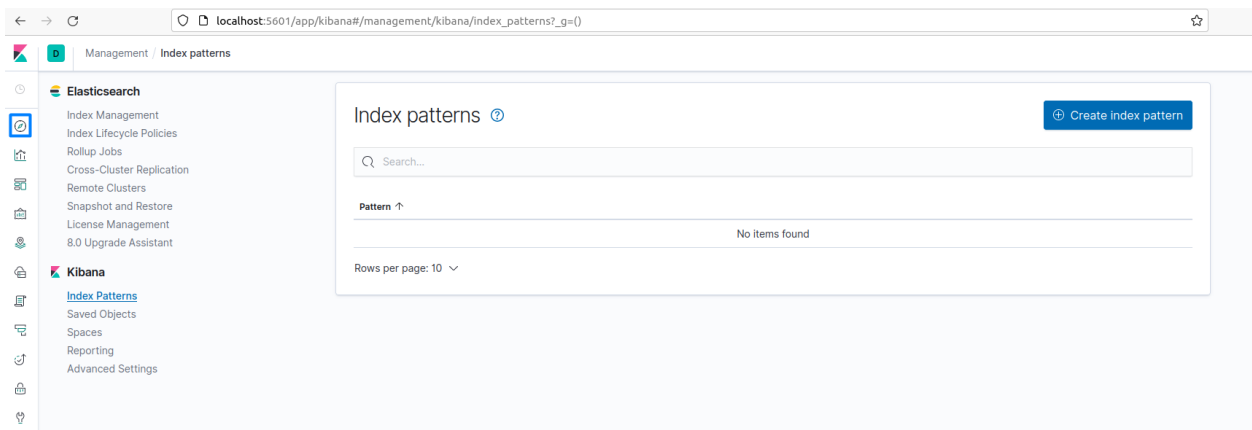 localhost:5601/app/kibana#/management/kibana/index_patterns?_g=()
D Management / Index patterns
Elasticsearch
Index Management
Index Lifecycle Policies
Rollup Jobs
Cross-Cluster Replication
Remote Clusters
Snapshot and Restore
License Management
8.0 Upgrade Assistant
Kibana
Index Patterns
Saved Objects
Spaces
Reporting
Advanced Settings
Index patterns
Create index pattern
Search...
Pattern
No items found
Rows per page: 10